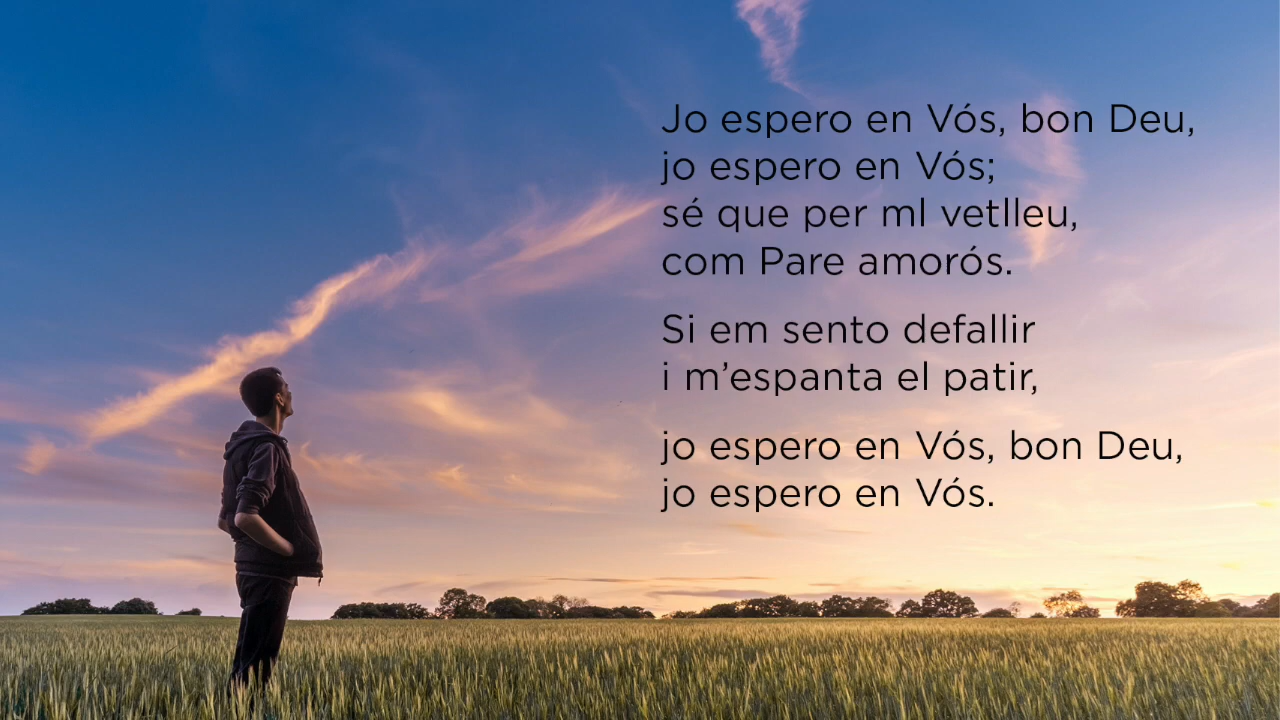 Jo espero en Vós, bon Deu,
jo espero en Vós;
sé que per ml vetlleu,
com Pare amorós.
Si em sento defallir
i m’espanta el patir,
jo espero en Vós, bon Deu,
jo espero en Vós.